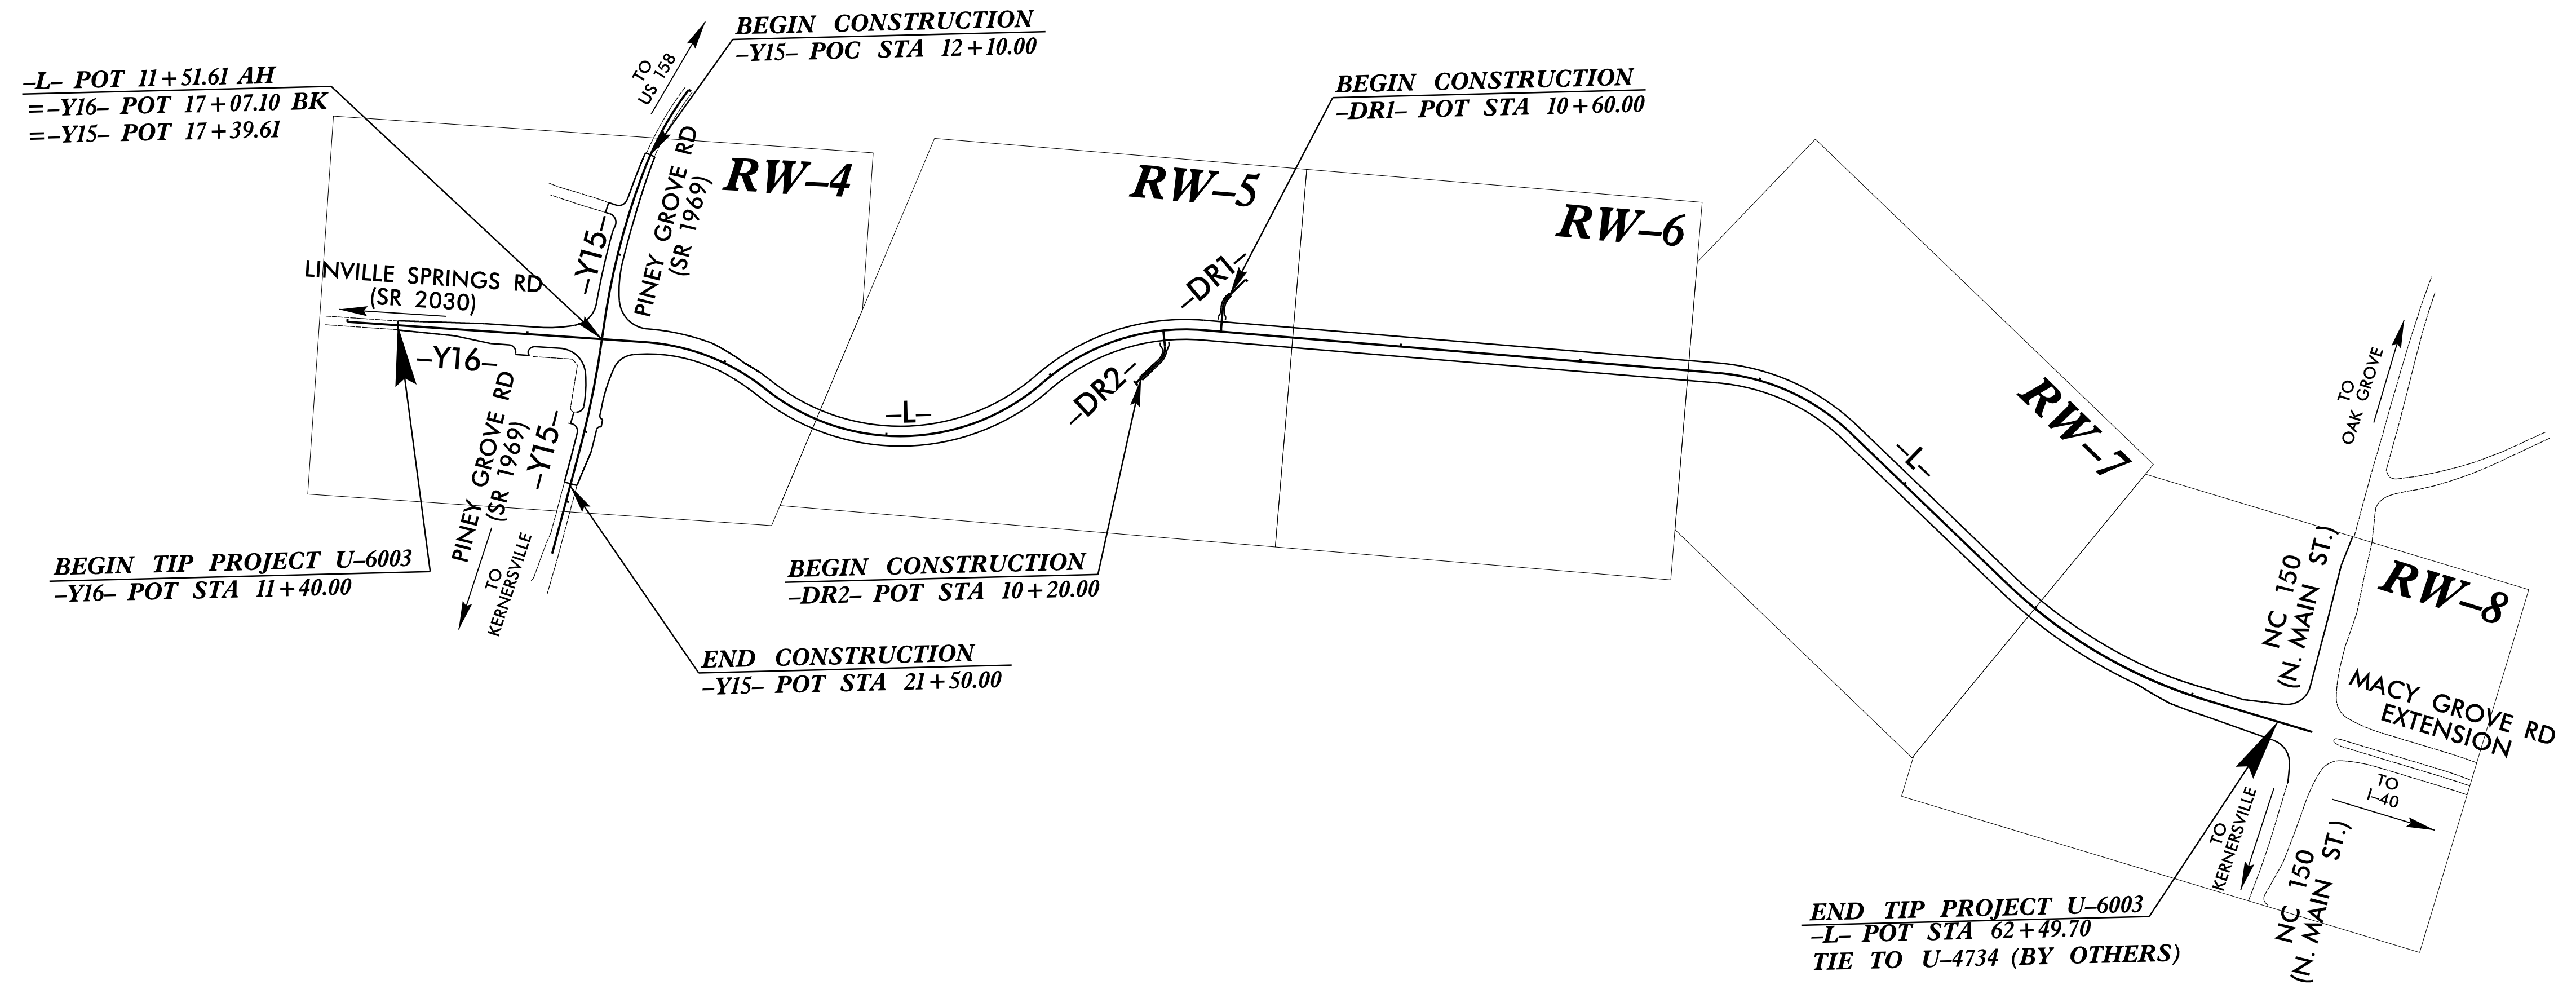 BEGIN CONSTRUCTION
–Y15– POC STA 12+10.00
–L– POT 11+51.61 AH
=–Y16– POT 17+07.10 BK
=–Y15– POT 17+39.61
TO
US 158
BEGIN CONSTRUCTION
–DR1– POT STA 10+60.00
RW–4
RW–5
RW–6
RW–7
RW–8
PINEY GROVE RD
(SR 1969)
–Y15–
LINVILLE SPRINGS RD
(SR 2030)
–Y16–
–DR1–
–DR2–
–L–
–L–
PINEY GROVE RD
(SR 1969)
–Y15–
TO
KERNERSVILLE
TO
OAK GROVE
BEGIN TIP PROJECT U–6003
–Y16– POT STA 11+40.00
BEGIN CONSTRUCTION
–DR2– POT STA 10+20.00
END CONSTRUCTION
–Y15– POT STA 21+50.00
NC 150
(N. MAIN ST.)
MACY GROVE RD
EXTENSION
TO
I–40
TO
KERNERSVILLE
NC 150
(N. MAIN ST.)
END TIP PROJECT U–6003
–L– POT STA 62+49.70
TIE TO U–4734 (BY OTHERS)